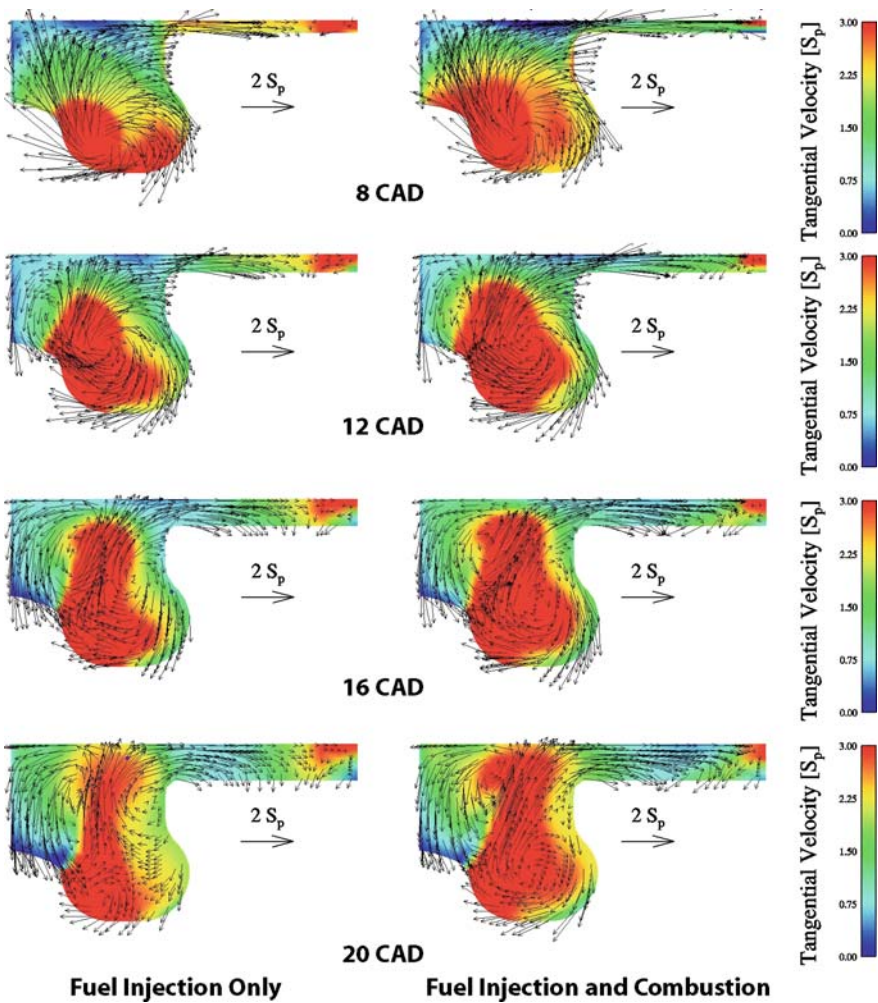 3.00
2.25
1.50
0.75
0.00
Tangential Velocity [Sp]
2 Sp
2 Sp
8 CAD
3.00
2.25
1.50
0.75
0.00
Tangential Velocity [Sp]
2 Sp
2 Sp
12 CAD
3.00
2.25
1.50
0.75
0.00
Tangential Velocity [Sp]
2 Sp
2 Sp
16 CAD
3.00
2.25
1.50
0.75
0.00
Tangential Velocity [Sp]
2 Sp
2 Sp
20 CAD
Fuel Injection Only
Fuel Injection and Combustion